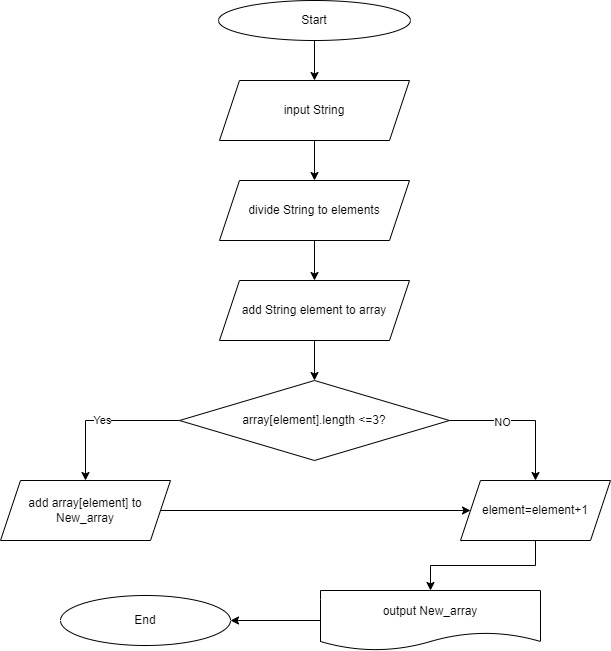 Start
input String
divide String to elements
add String element to array
array[element].length <=3?
Yes
NO
add array[element] to
New_array
element=element+1
output New_array
End